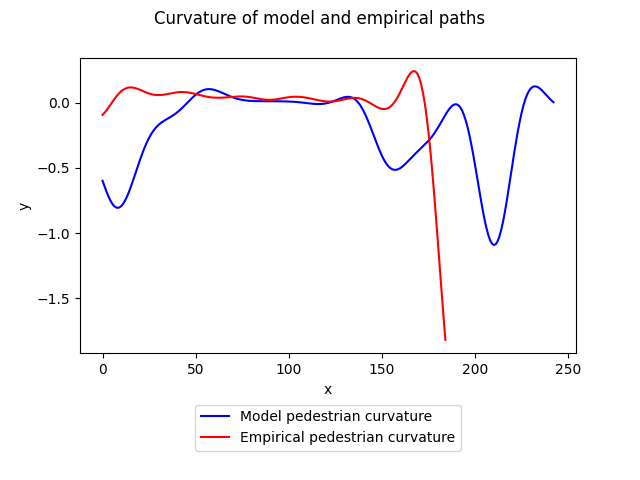 Curvature of model and empirical paths
0.0
−0.5
−1.0
−1.5
y
0
50
100
150
200
250
x
Model pedestrian curvature
Empirical pedestrian curvature